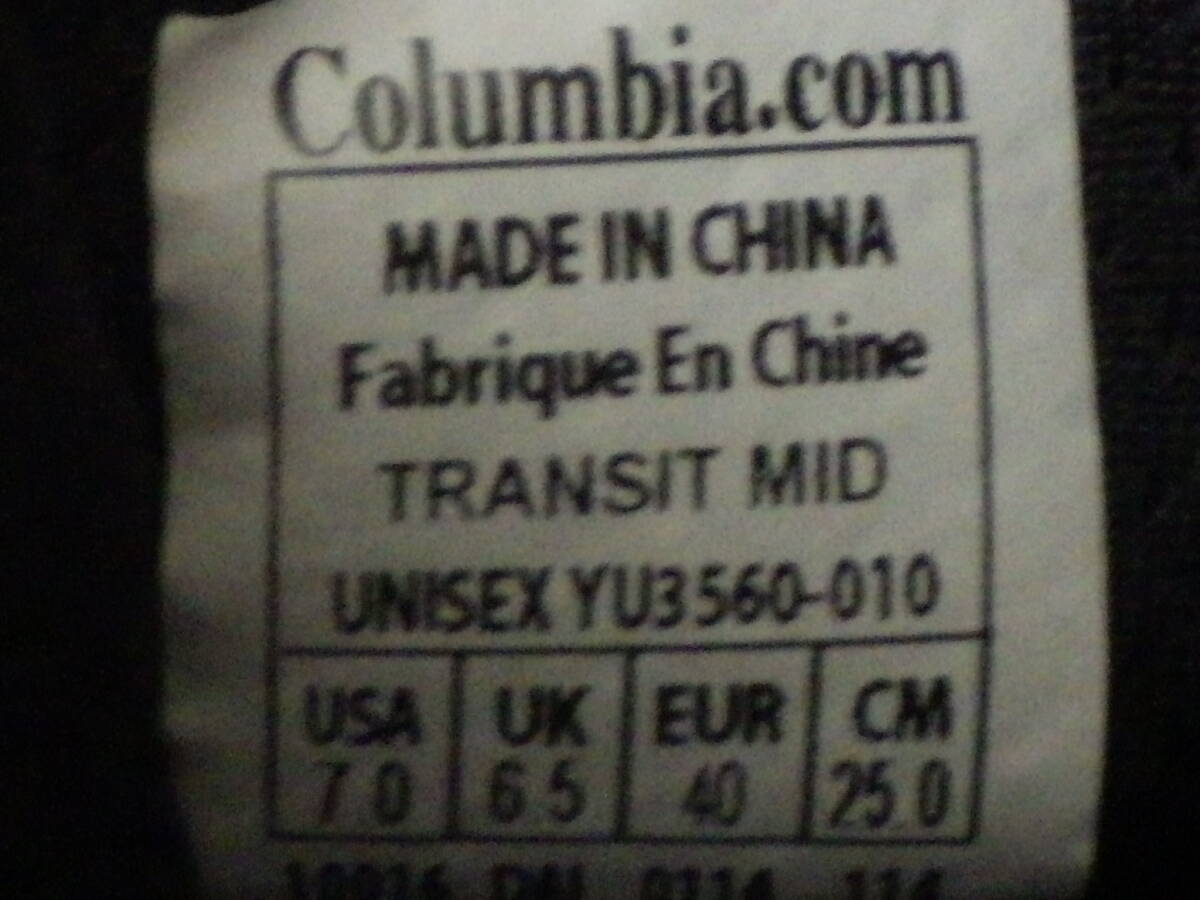 Columbia.com
MADE IN CHINA
Fabrique En Chine
TRANSIT MID
UNISEX YU3560-010
USA UK EUR CM
7.0 6.5 40 25.0